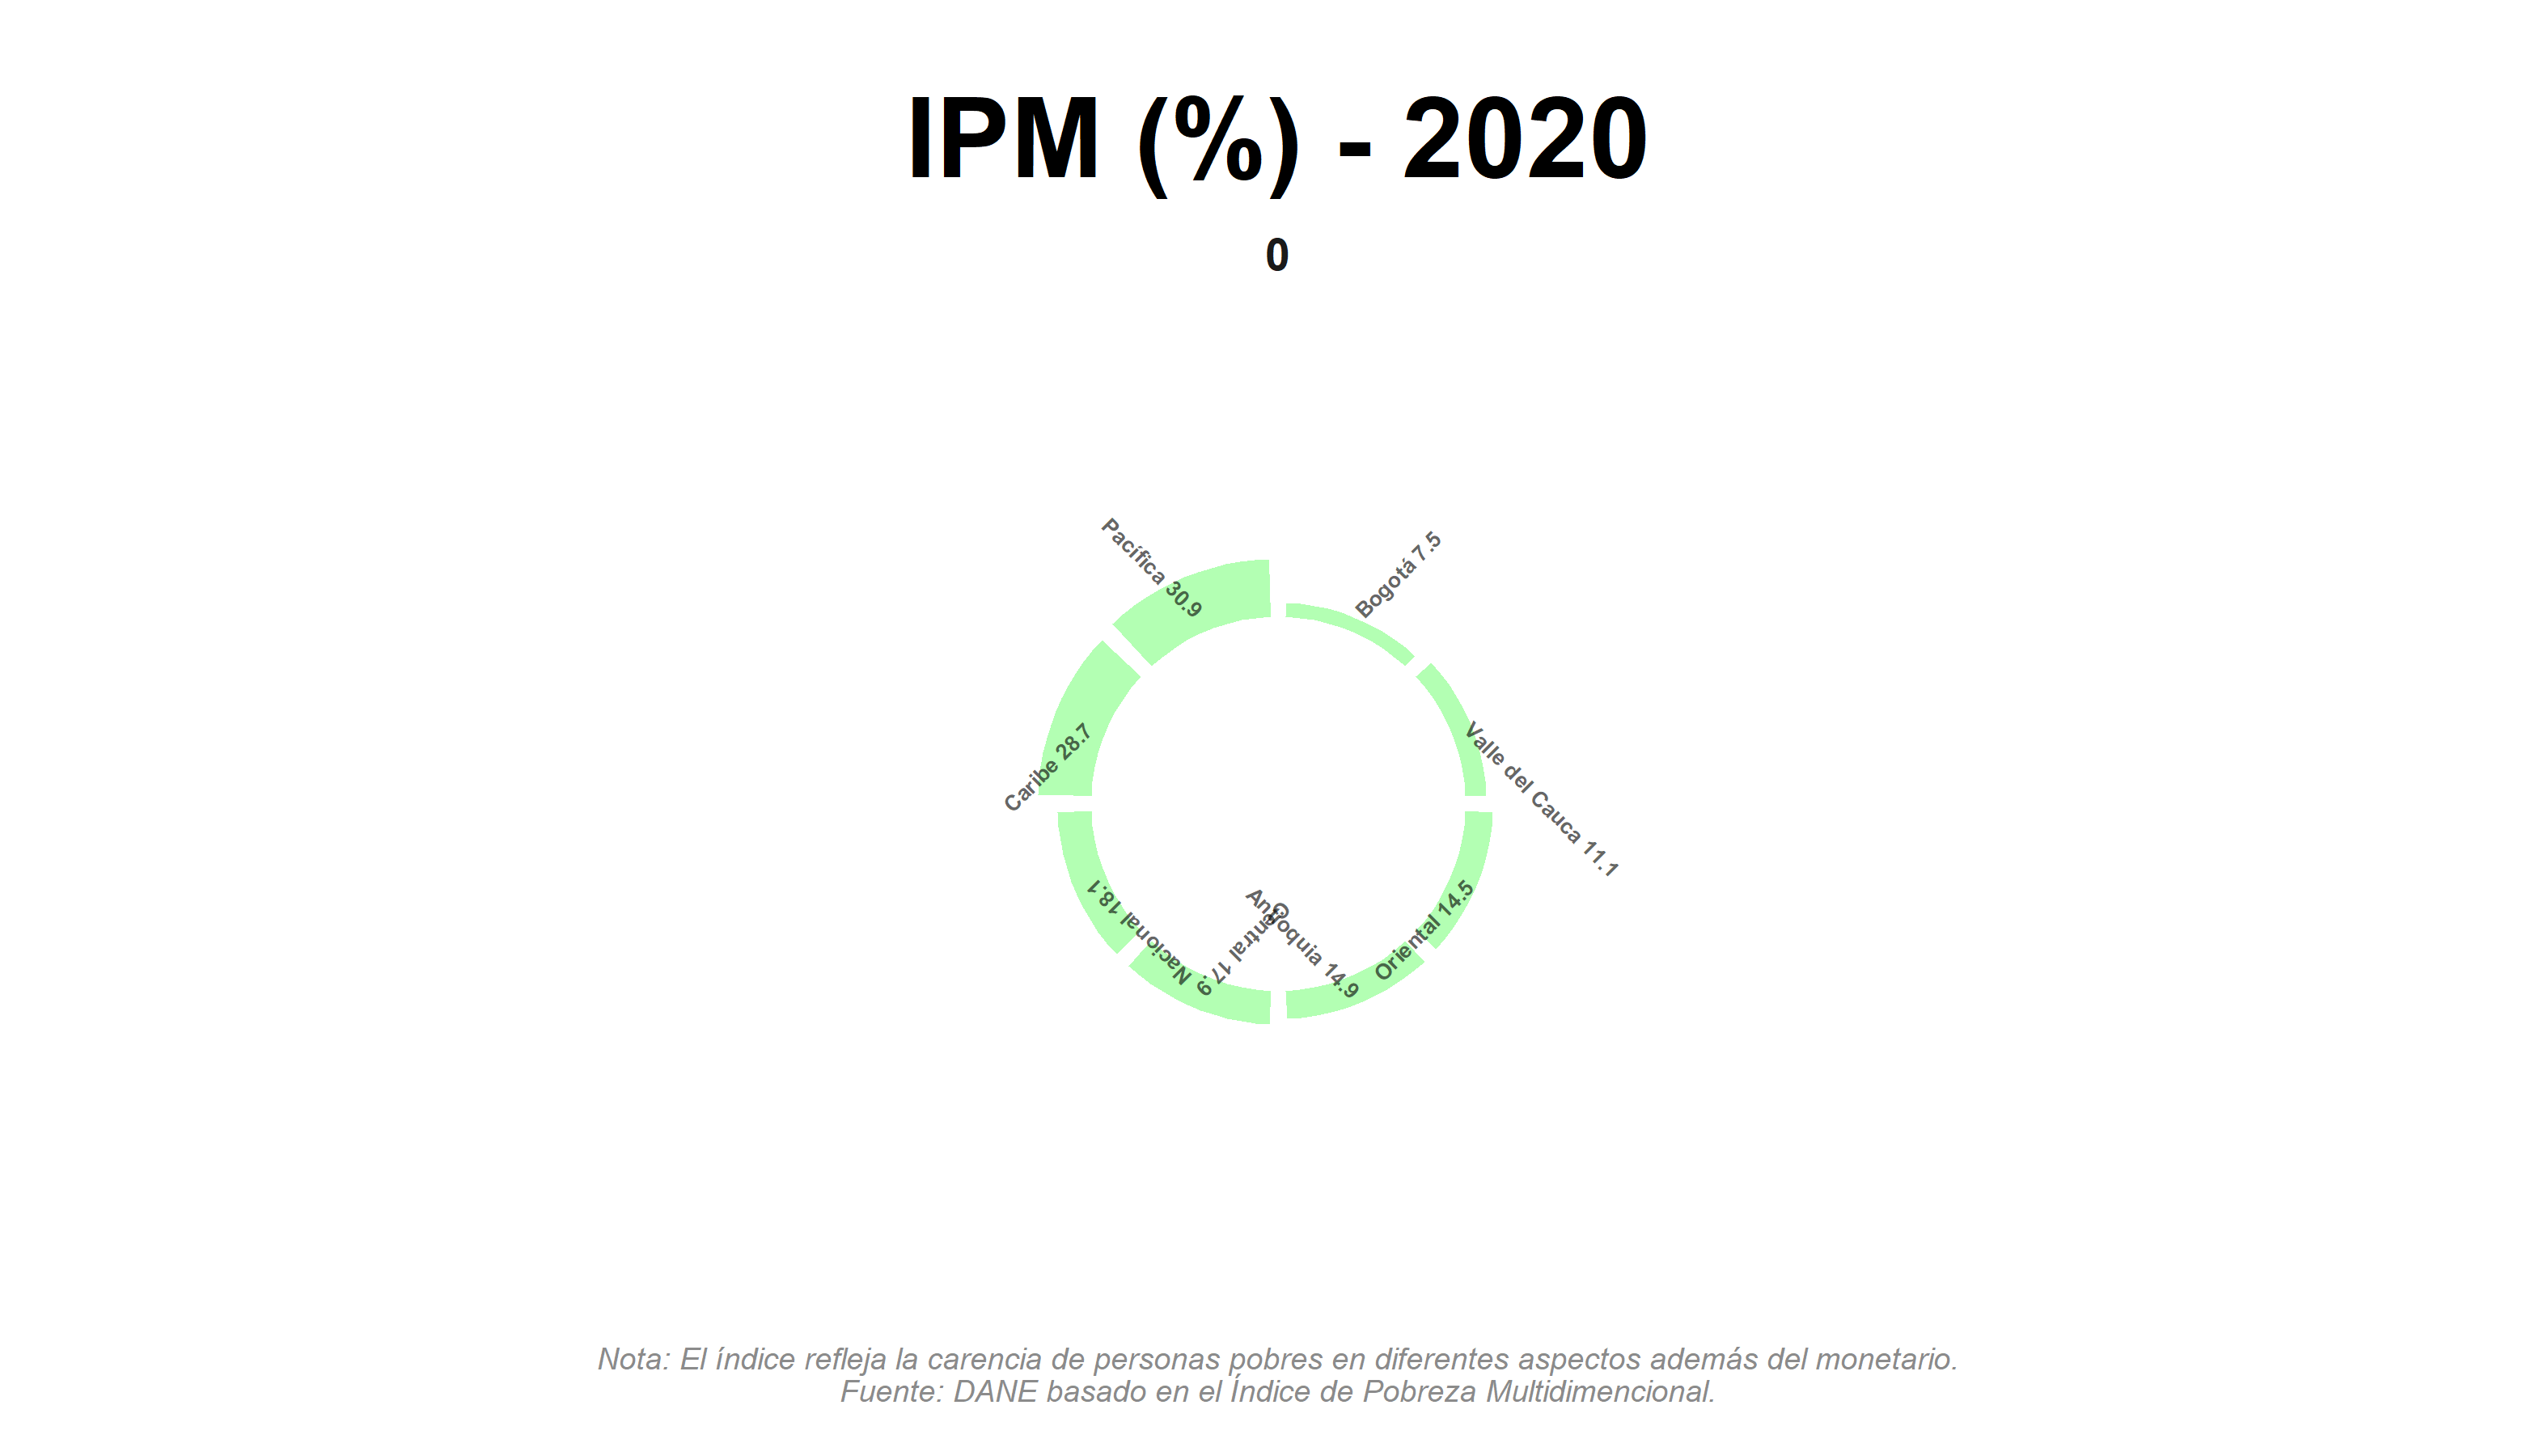 IPM (%) - 2020
0
Pacífica 30.9
Bogotá 7.5
Caribe 28.7
Valle del Cauca 11.1
Nacional 18.1
Central 17.9
Antioquia 14.9
Oriental 14.5
Nota: El índice refleja la carencia de personas pobres en diferentes aspectos además del monetario.
Fuente: DANE basado en el Índice de Pobreza Multidimencional.